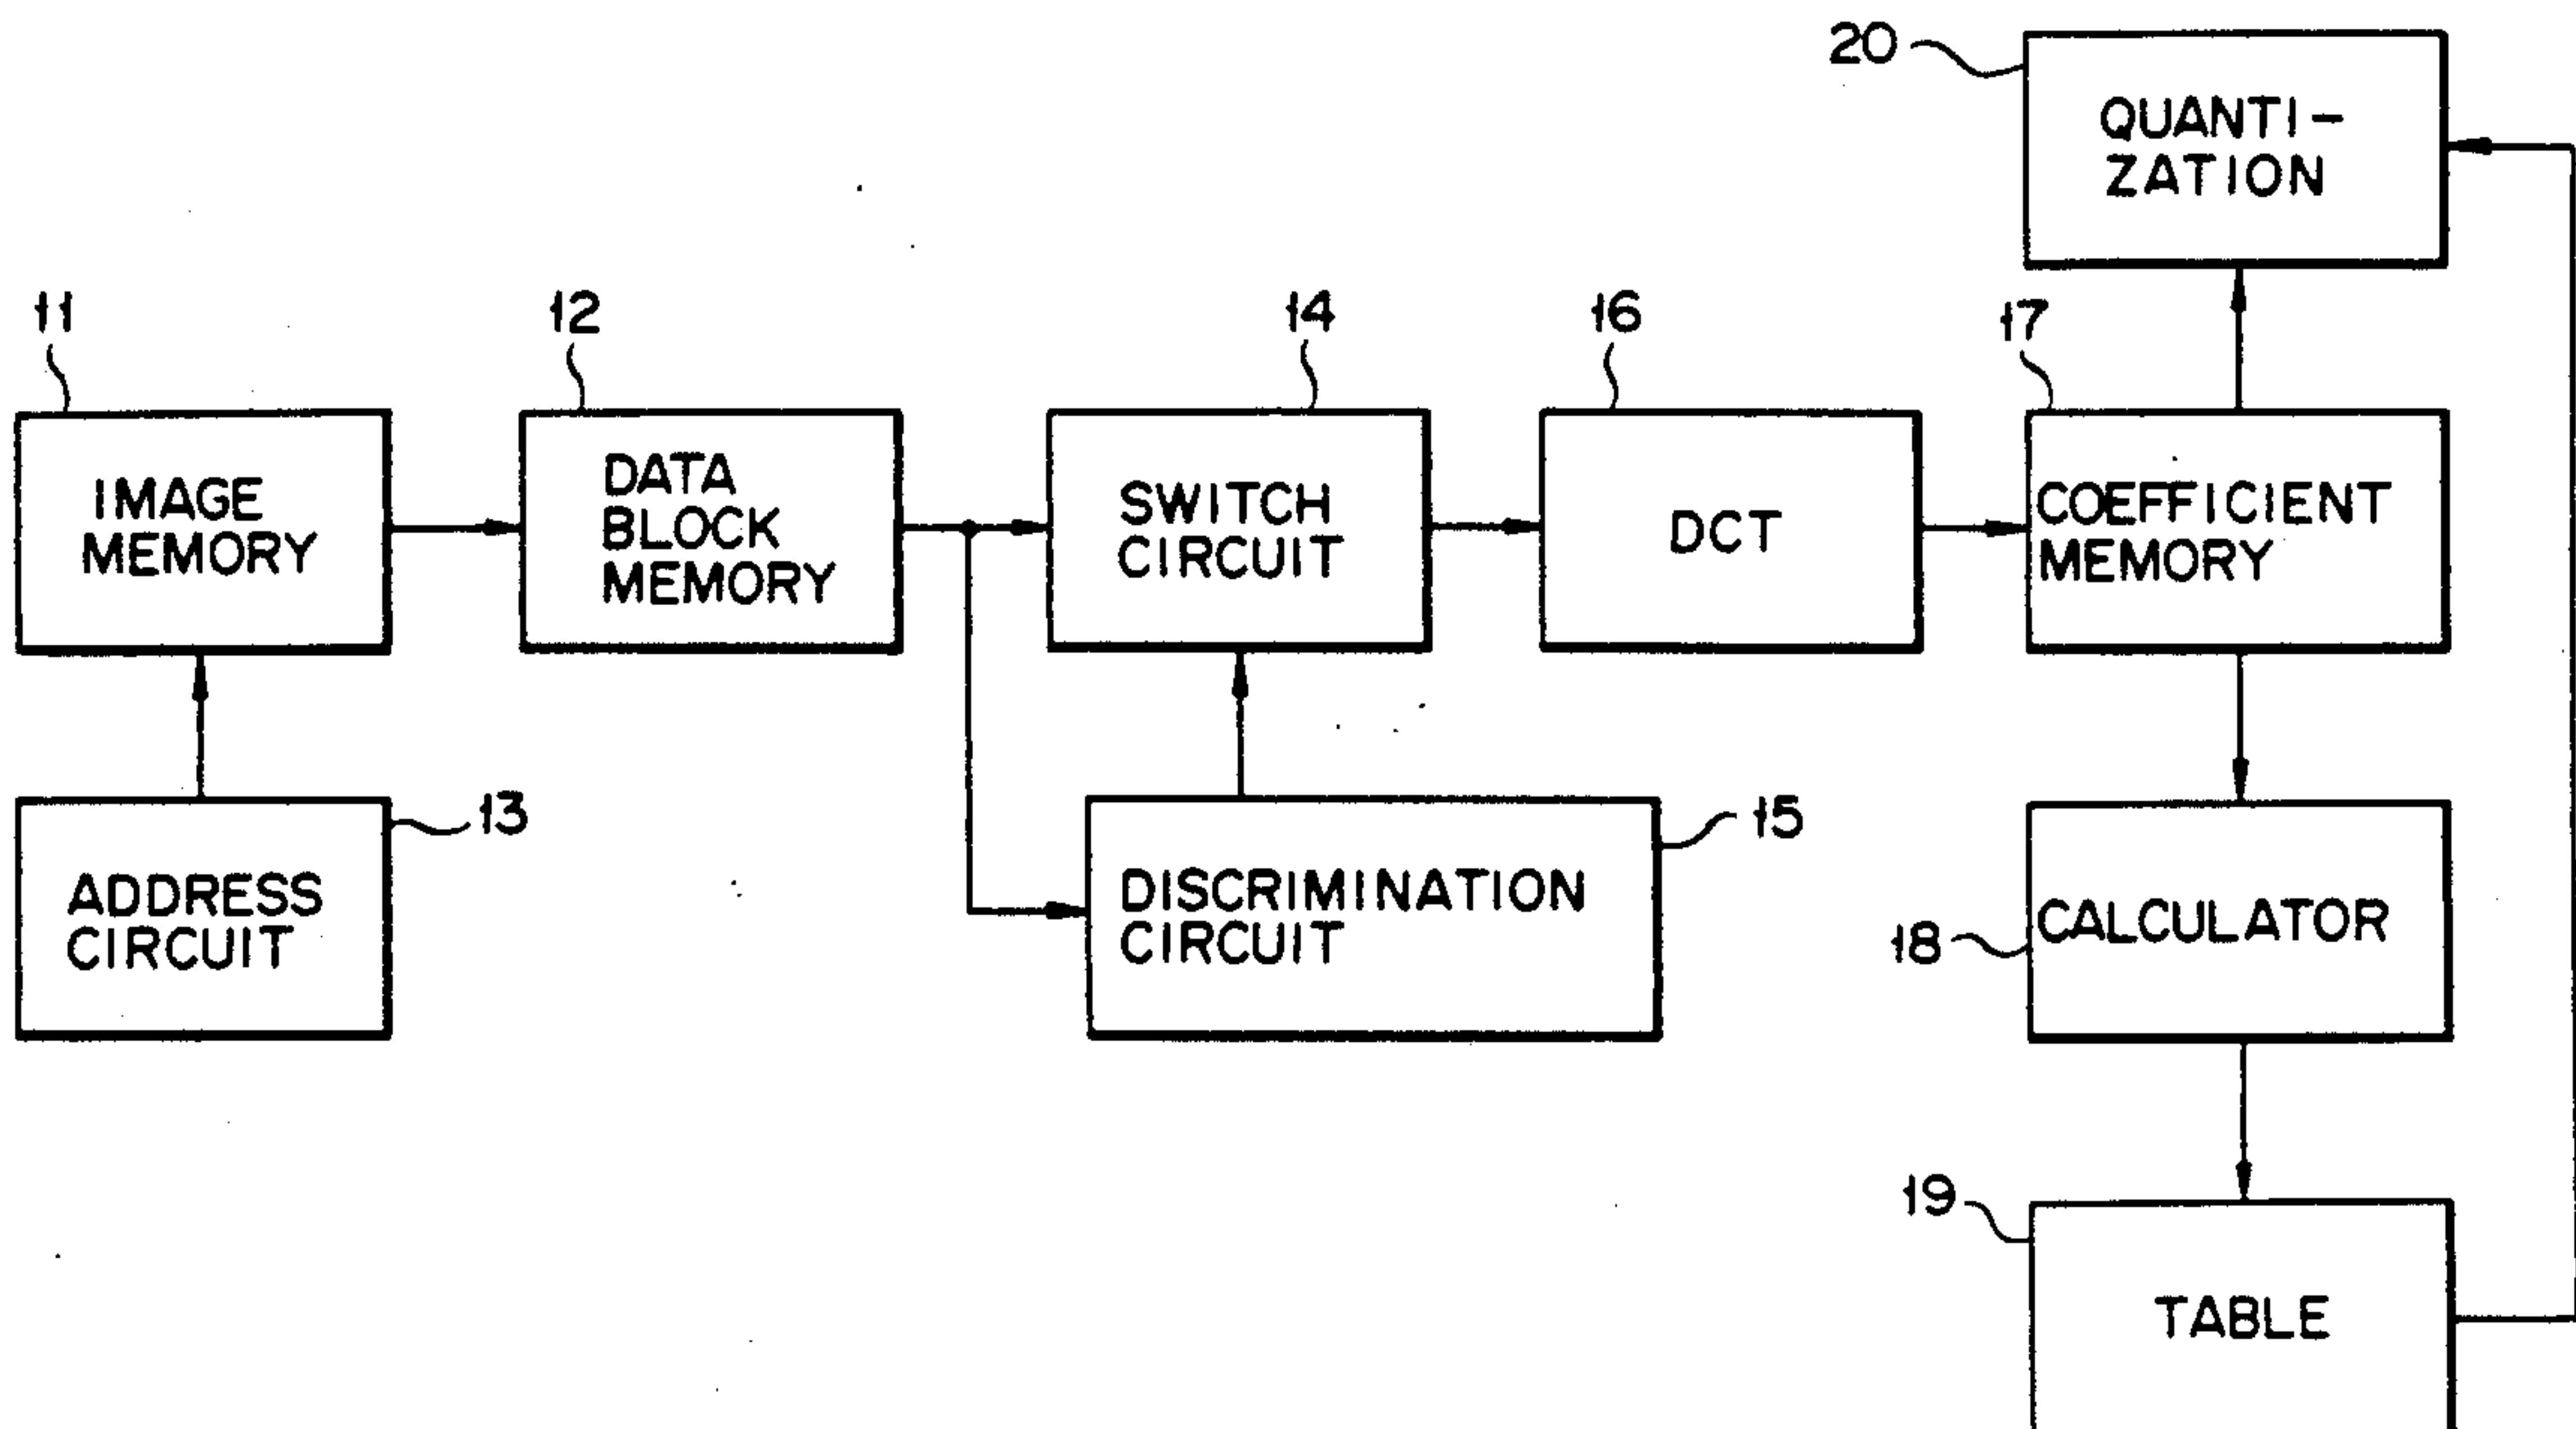 20
QUANTI-
ZATION
11
12
14
16
17
IMAGE
MEMORY
DATA
BLOCK
MEMORY
SWITCH
CIRCUIT
DCT
COEFFICIENT
MEMORY
13
15
ADDRESS
CIRCUIT
DISCRIMINATION
CIRCUIT
18
CALCULATOR
19
TABLE